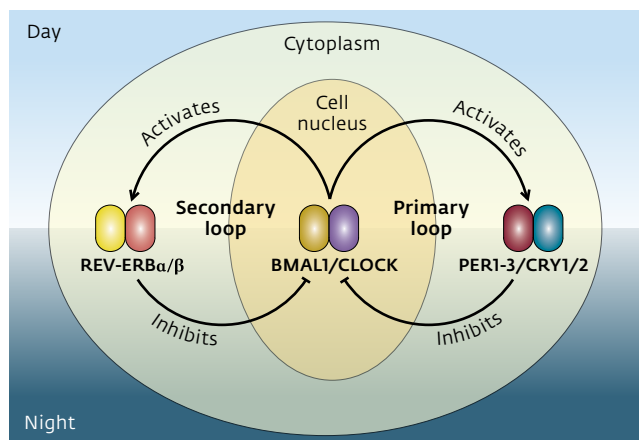 Day
Cytoplasm
Cell
nucleus
Activates
Activates
Secondary
loop
Primary
loop
REV-ERBα/β
BMAL1/CLOCK
PER1-3/CRY1/2
Inhibits
Inhibits
Night